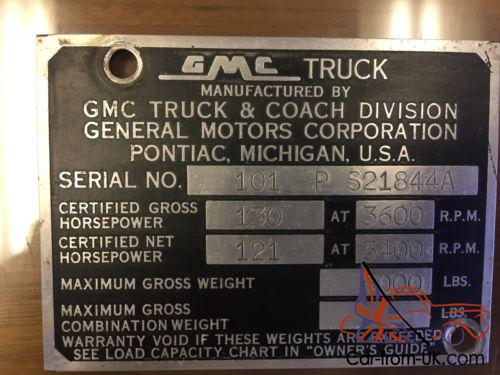 GMC TRUCK
MANUFACTURED BY
GMC TRUCK & COACH DIVISION
GENERAL MOTORS CORPORATION
PONTIAC, MICHIGAN, U.S.A.
SERIAL NO. 101 P S21844A
CERTIFIED GROSS HORSEPOWER 130 AT 3600 R.P.M.
CERTIFIED NET HORSEPOWER 121 AT 3400 R.P.M.
MAXIMUM GROSS WEIGHT LBS.
MAXIMUM GROSS COMBINATION WEIGHT LBS.
WARRANTY VOID IF THESE WEIGHTS ARE EXCEEDED
SEE LOAD CAPACITY CHART IN "OWNER'S GUIDE"
Car-from-uk.com